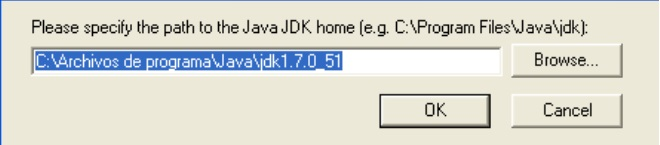 Please specify the path to the Java JDK home (e.g. C:\Program Files\Java\jdk):
C:\Archivos de programa\Java\jdk1.7.0_51
Browse...
OK
Cancel